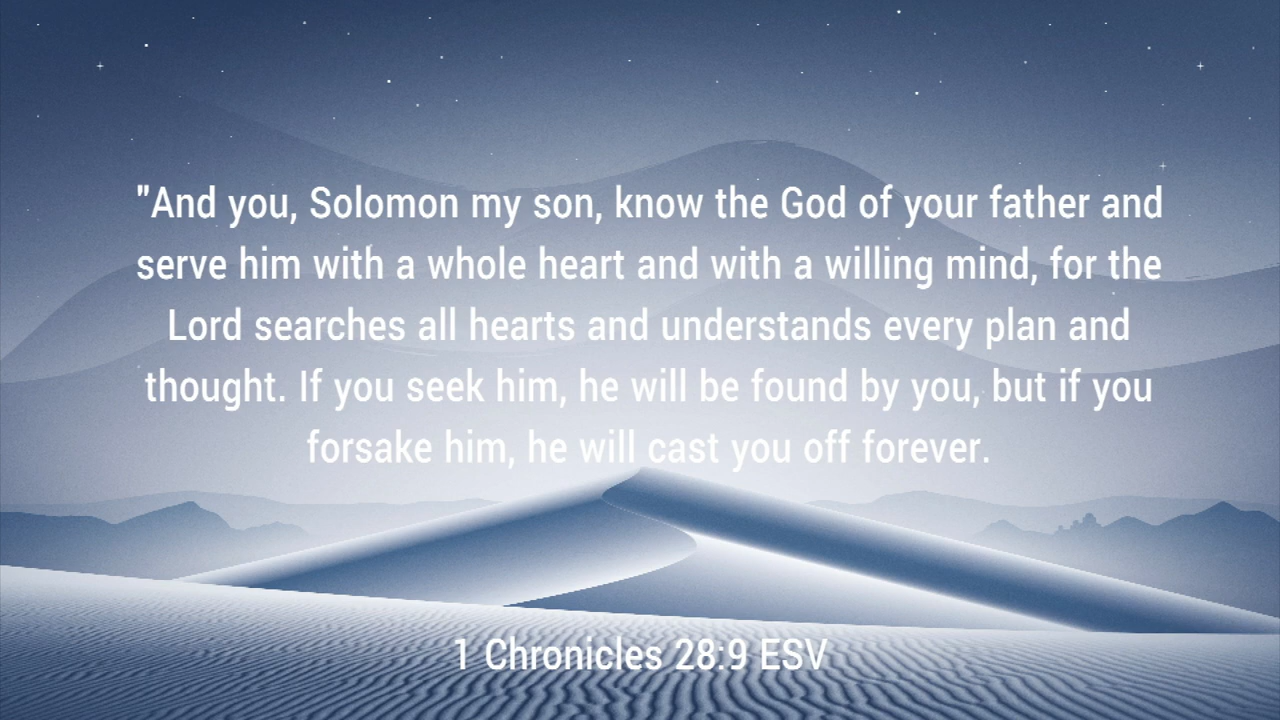 "And you, Solomon my son, know the God of your father and
serve him with a whole heart and with a willing mind, for the
Lord searches all hearts and understands every plan and
thought. If you seek him, he will be found by you, but if you
forsake him, he will cast you off forever.
1 Chronicles 28:9 ESV